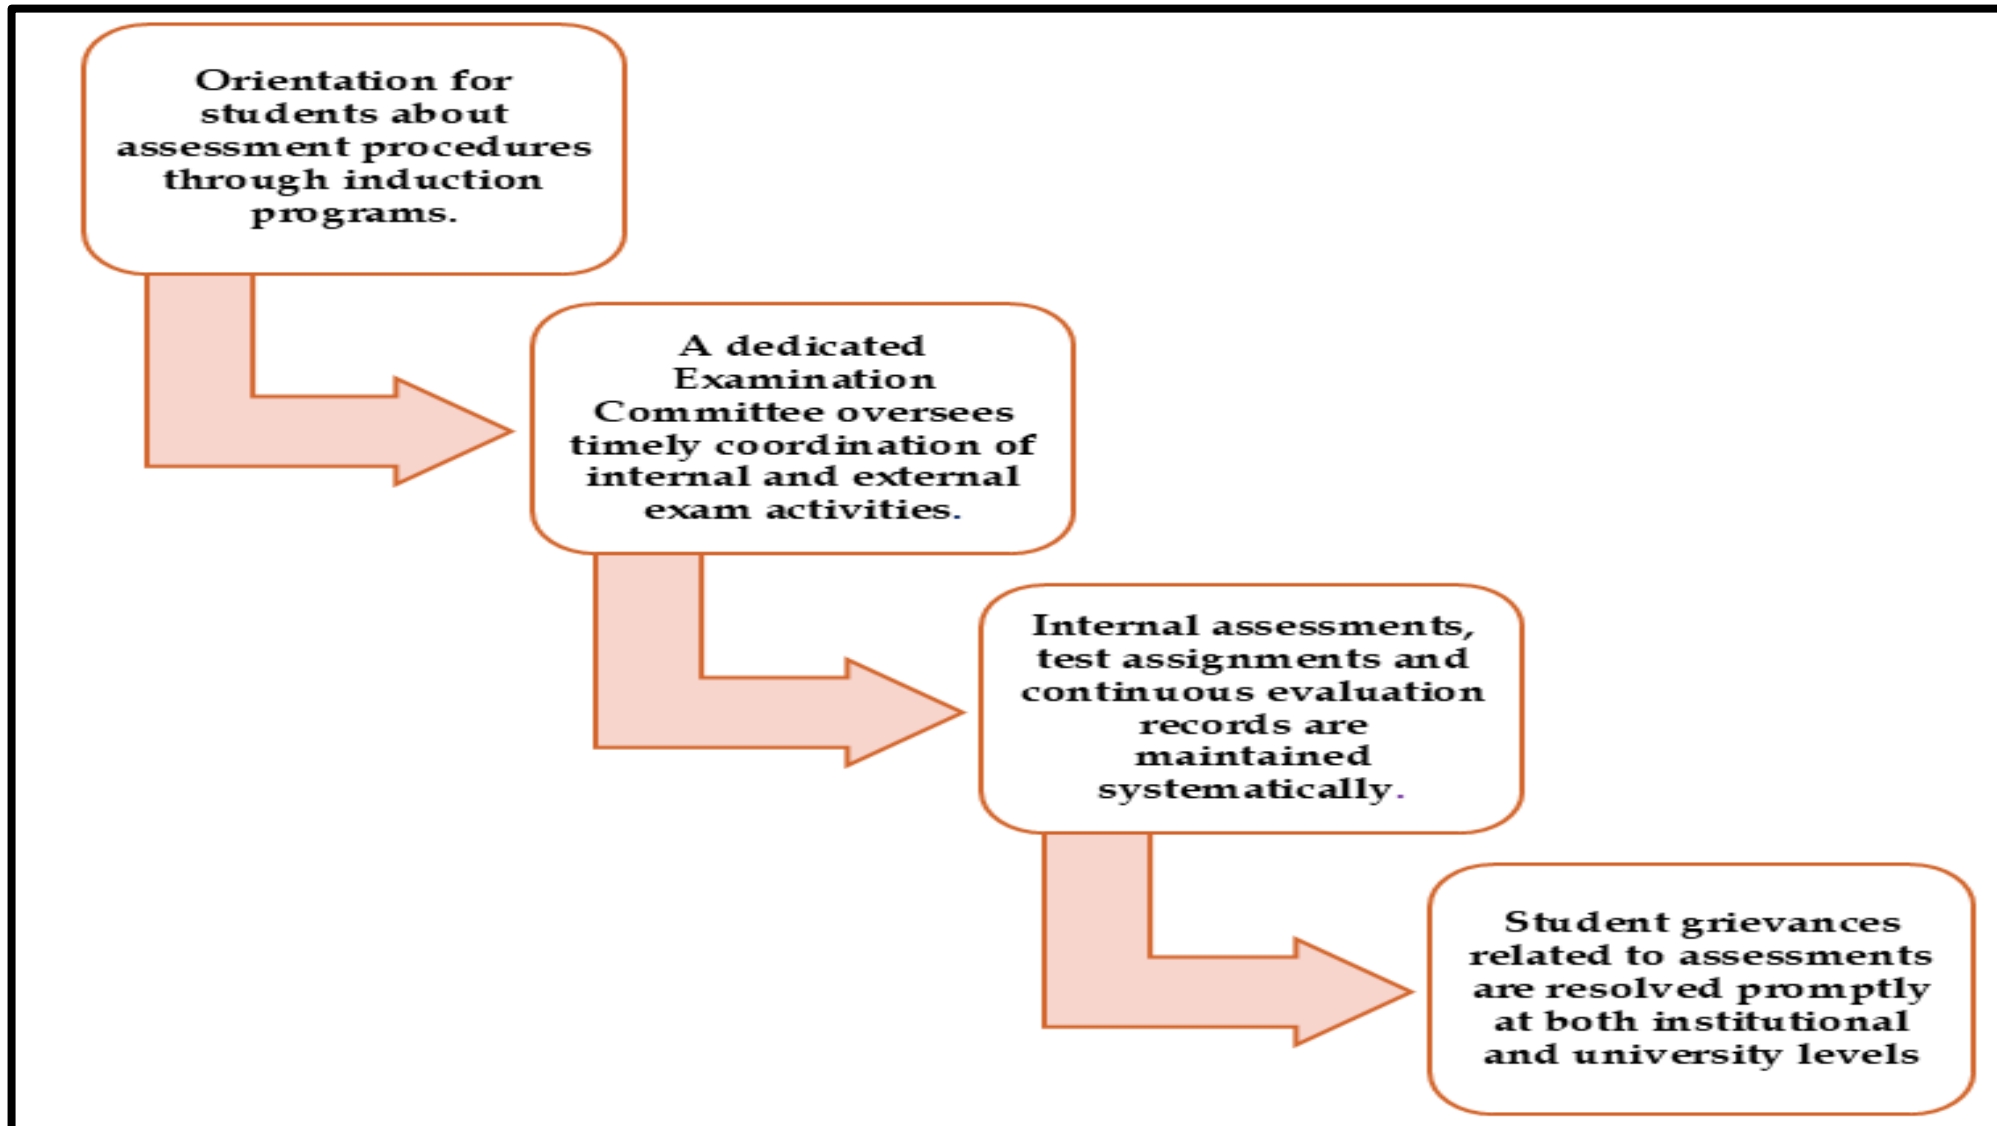 Orientation for
students about
assessment procedures
through induction
programs.
A dedicated
Examination
Committee oversees
timely coordination of
internal and external
exam activities.
Internal assessments,
test assignments and
continuous evaluation
records are
maintained
systematically.
Student grievances
related to assessments
are resolved promptly
at both institutional
and university levels